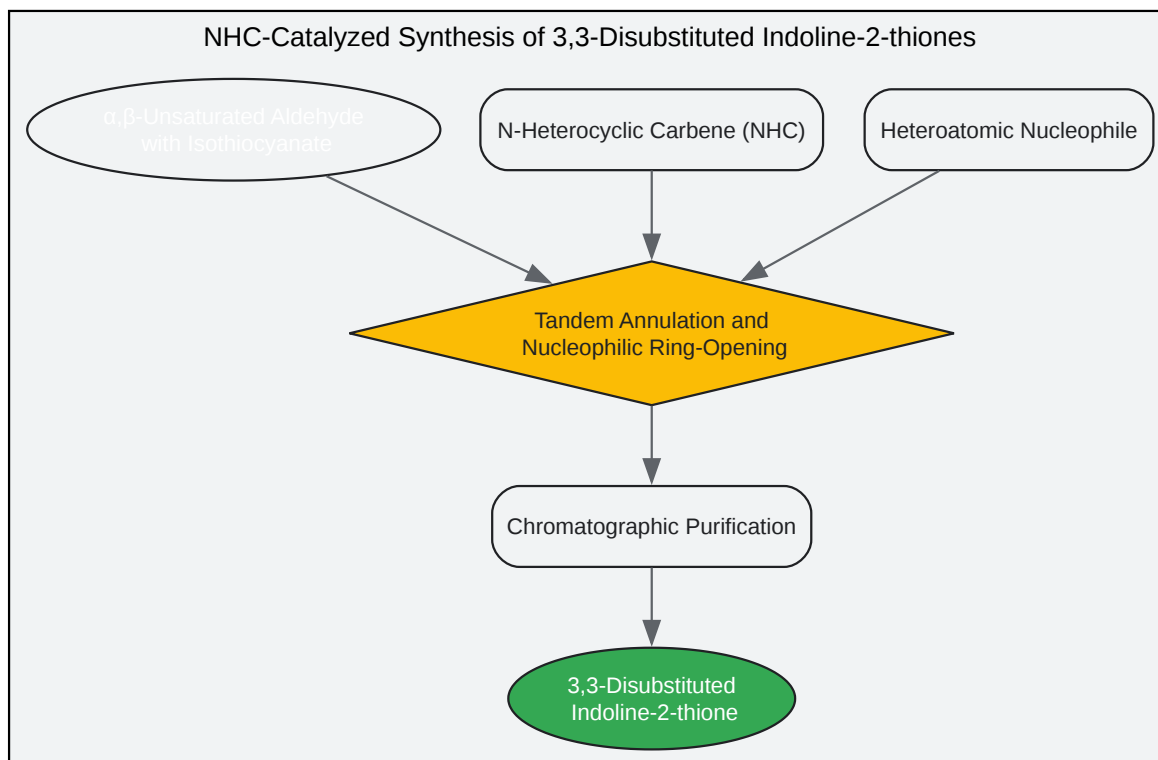 NHC-Catalyzed Synthesis of 3,3-Disubstituted Indoline-2-thiones
α,β-Unsaturated Aldehyde
with Isothiocyanate
N-Heterocyclic Carbene (NHC)
Heteroatomic Nucleophile
Tandem Annulation and
Nucleophilic Ring-Opening
Chromatographic Purification
3,3-Disubstituted
Indoline-2-thione